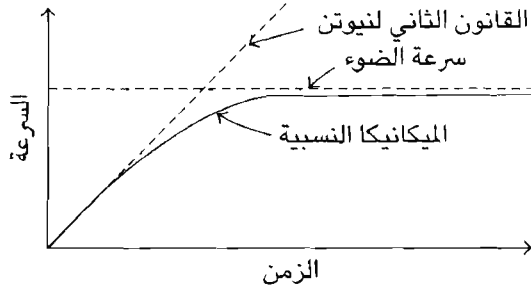 القانون الثاني لنيوتن
سرعة الضوء
الميكانيكا النسبية
السرعة
الزمن